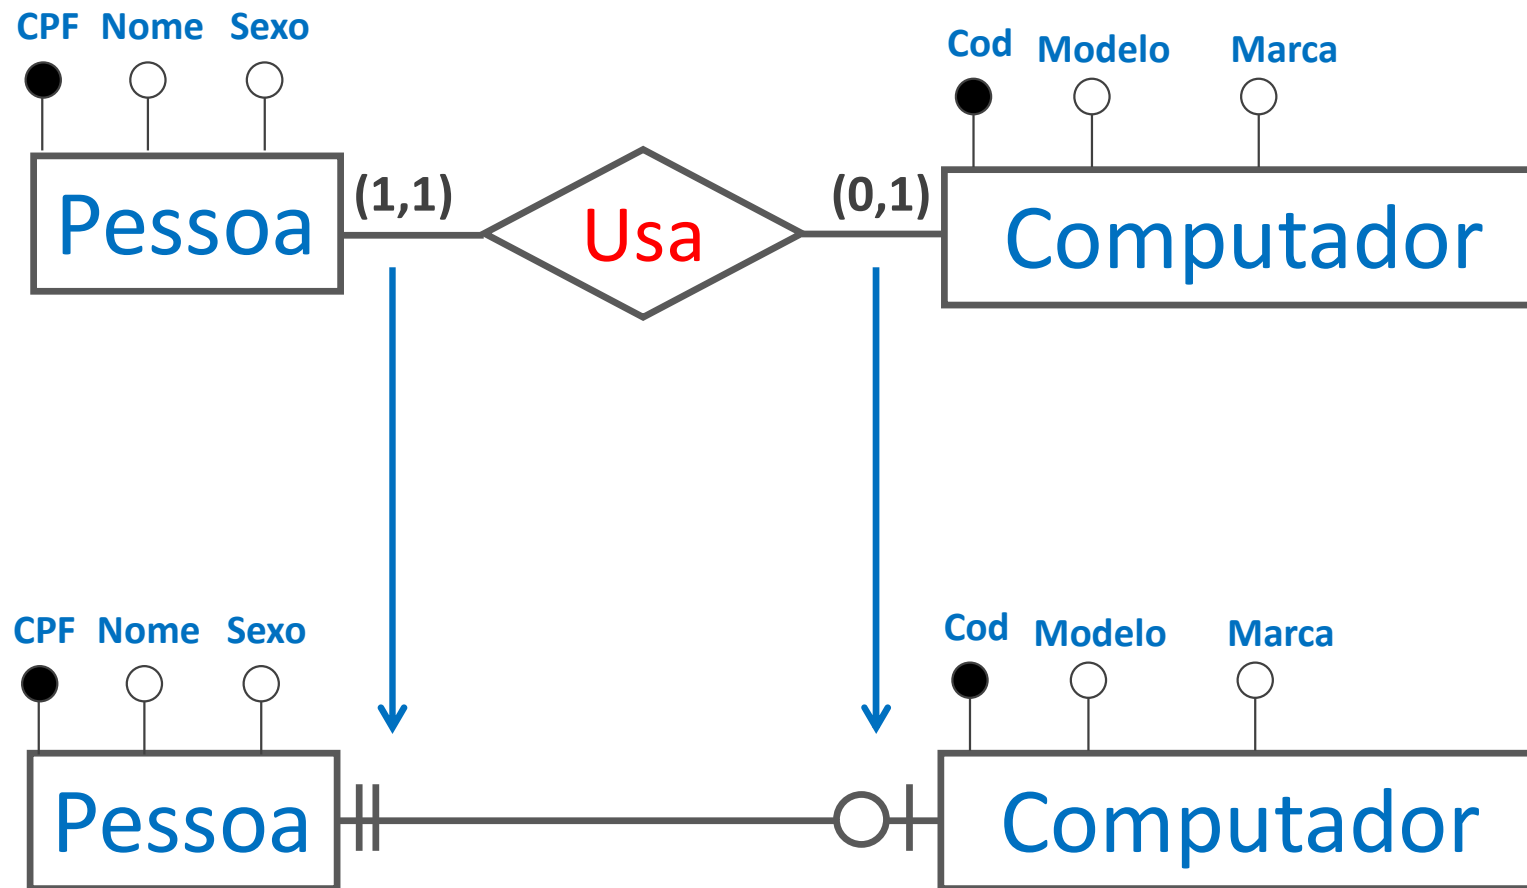 CPF Nome Sexo
Cod Modelo Marca
Pessoa (1,1) Usa (0,1) Computador
CPF Nome Sexo
Cod Modelo Marca
Pessoa Computador